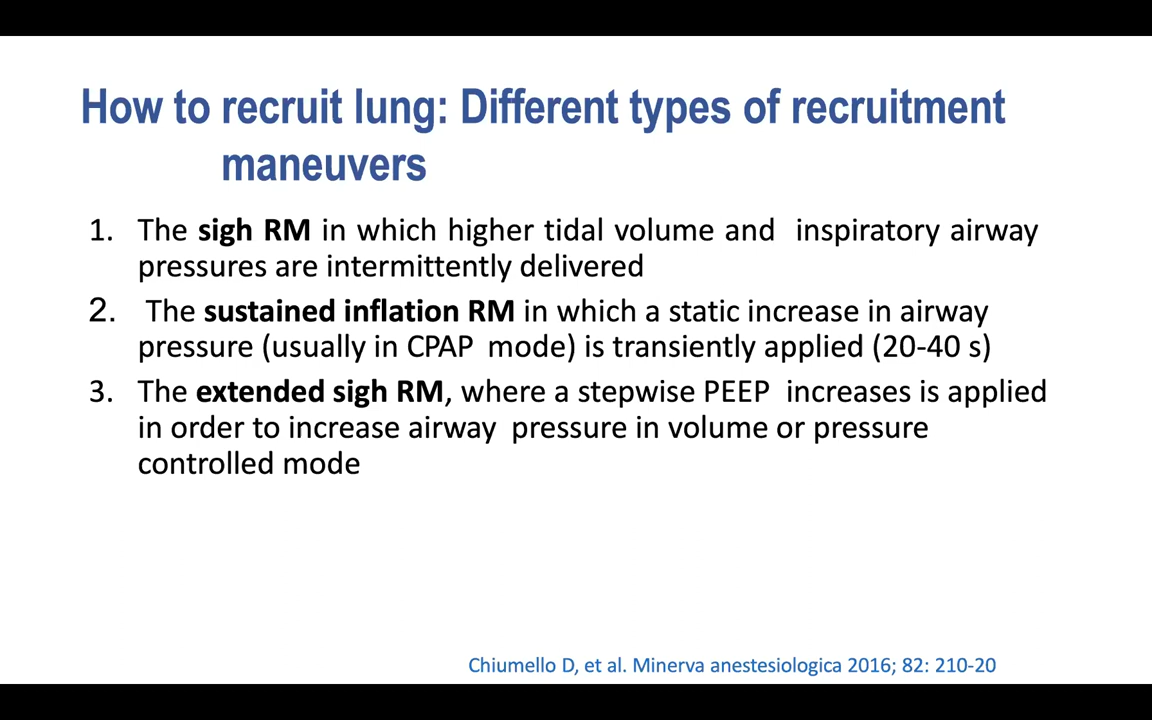 How to recruit lung: Different types of recruitment
maneuvers
1. The sigh RM in which higher tidal volume and inspiratory airway
pressures are intermittently delivered
2. The sustained inflation RM in which a static increase in airway
pressure (usually in CPAP mode) is transiently applied (20-40 s)
3. The extended sigh RM, where a stepwise PEEP increases is applied
in order to increase airway pressure in volume or pressure
controlled mode
Chiumello D, et al. Minerva anestesiologica 2016; 82: 210-20